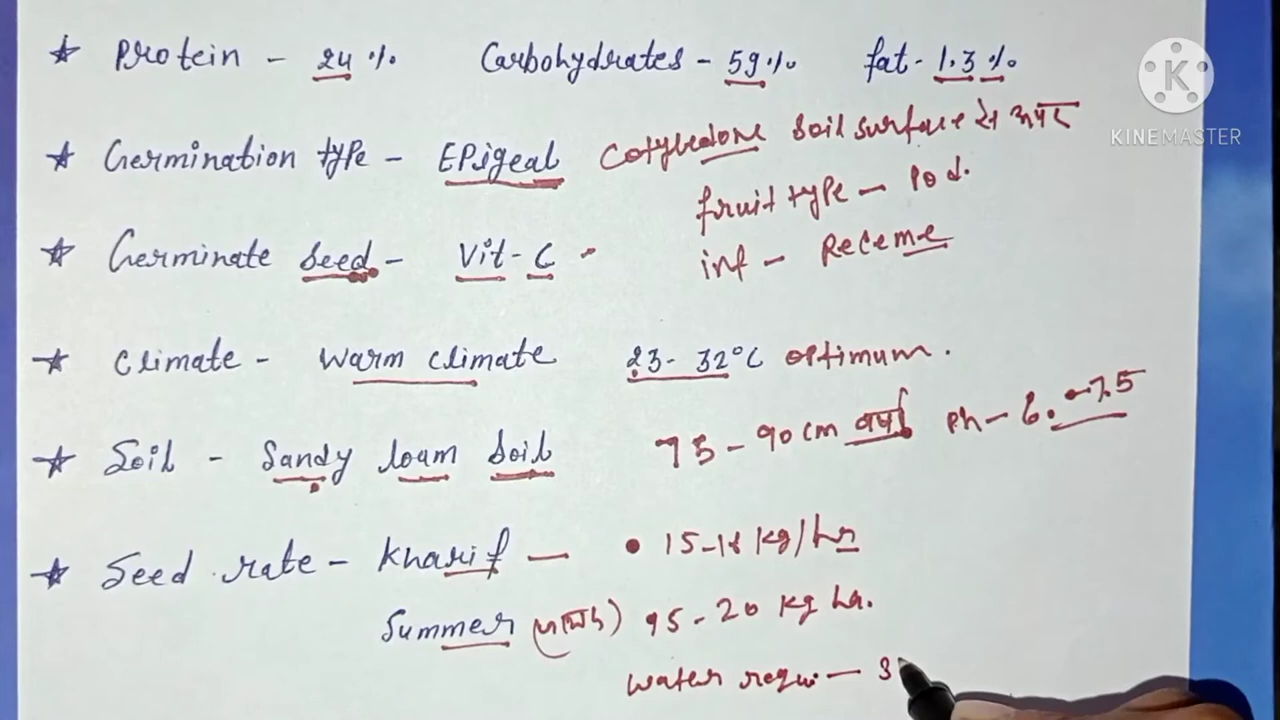 ★ Protein - 24 % Carbohydrates - 59% fat - 1.3 %
KINEMASTER
★ Germination type - EPigeal Cotyledone Soil surface से ऊपर
fruit type - Pod.
★ Germinate Seed - Vit - C
inf - Receme
★ Climate - Warm climate 23 - 32°C optimum.
★ Soil - Sandy loam Soil 75 - 90 cm वर्षा Ph - 6. - 7.5
★ Seed rate - Kharif - 15-18 kg/ha
Summer 15 - 20 kg ha.
water requ. -